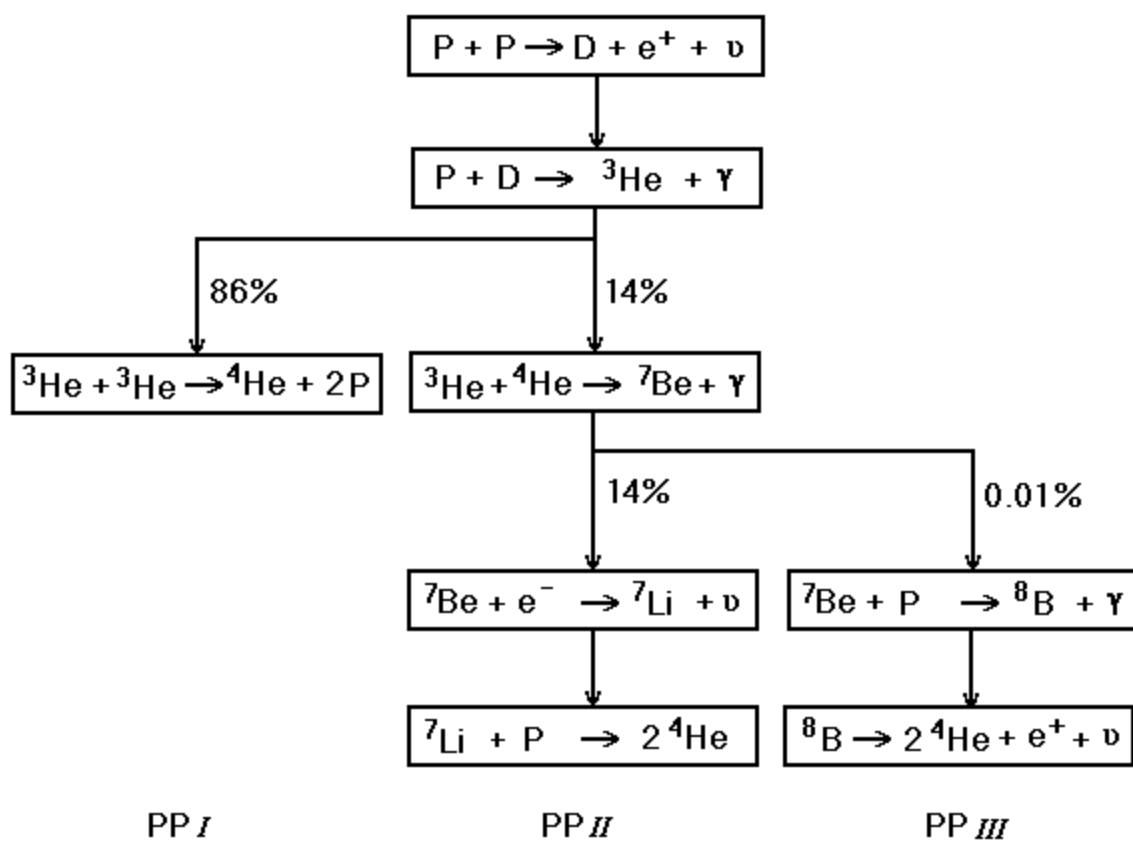 P + P → D + e⁺ + υ
P + D → ³He + γ
86%
14%
³He + ³He → ⁴He + 2P
³He + ⁴He → ⁷Be + γ
14%
0.01%
⁷Be + e⁻ → ⁷Li + υ
⁷Be + P → ⁸B + γ
⁷Li + P → 2 ⁴He
⁸B → 2 ⁴He + e⁺ + υ
PP I
PP II
PP III